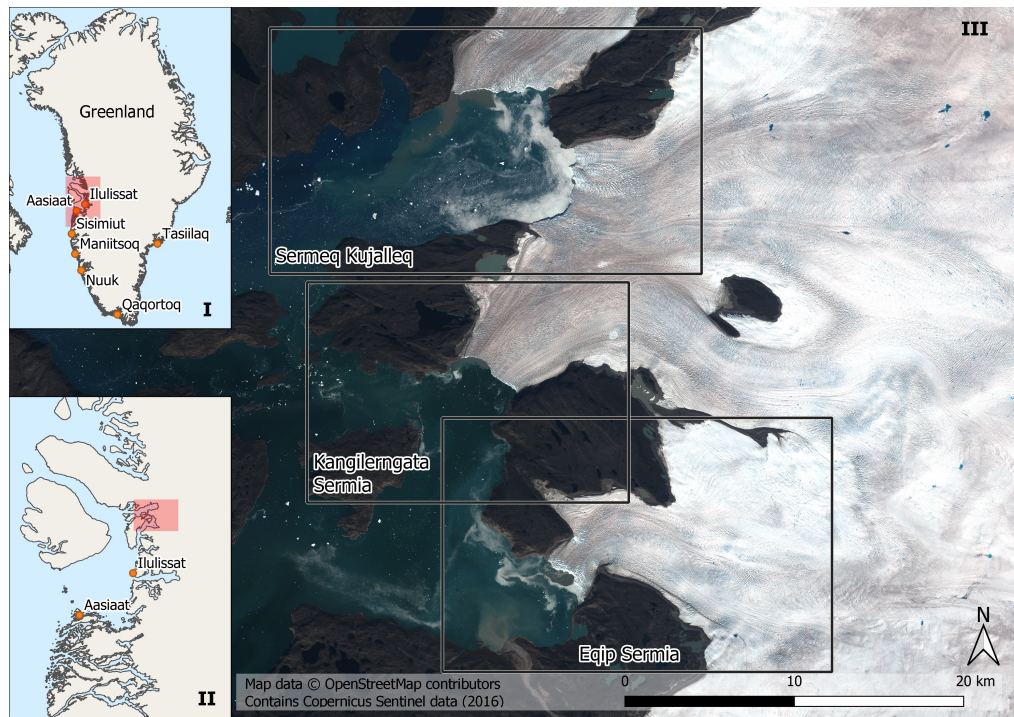 Greenland
Ilulissat
Aasiaat
Sisimiut
Maniitsoq
Tasiilaq
Nuuk
Qaqortoq
I
III
Sermeq Kujalleq
Kangilerngata
Sermia
Ilulissat
Aasiaat
II
Eqip Sermia
N
Map data © OpenStreetMap contributors
Contains Copernicus Sentinel data (2016)
0 10 20 km